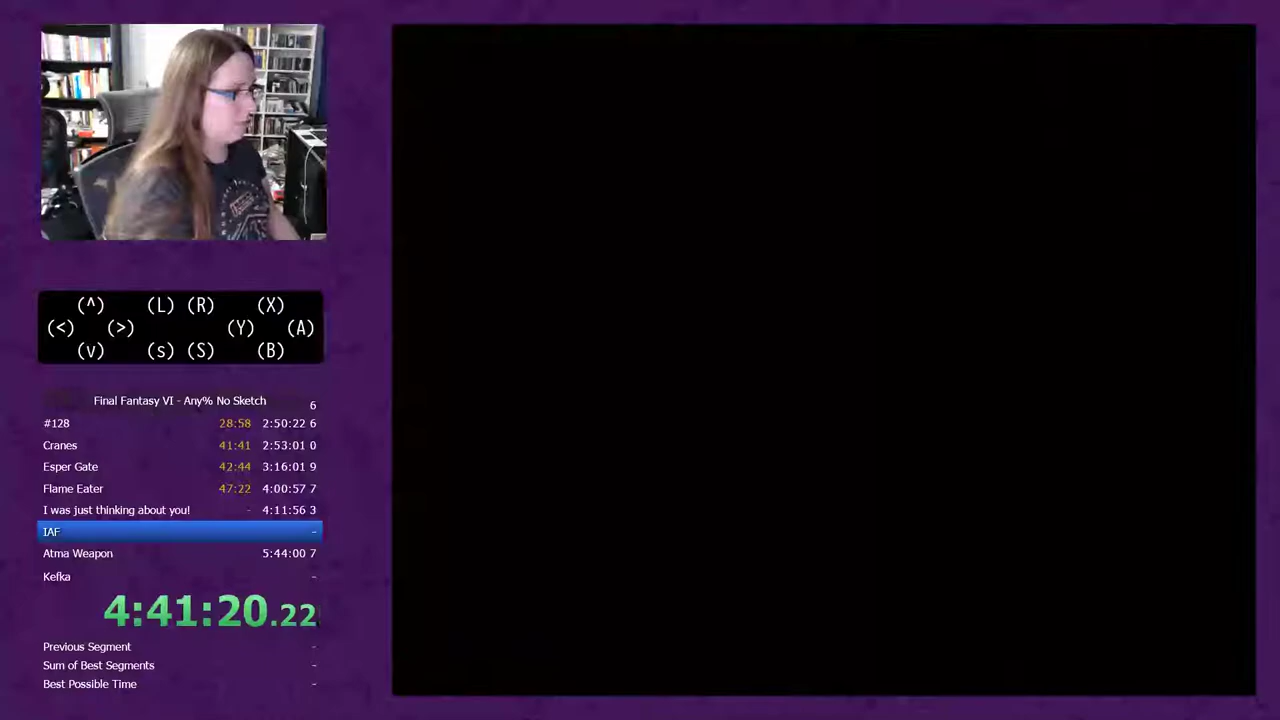 (^) (L) (R) (X)
(<) (>) (Y) (A)
(v) (s) (S) (B)
Final Fantasy VI - Any% No Sketch
6
#128 28:58 2:50:22 6
Cranes 41:41 2:53:01 0
Esper Gate 42:44 3:16:01 9
Flame Eater 47:22 4:00:57 7
I was just thinking about you! - 4:11:56 3
IAF -
Atma Weapon 5:44:00 7
Kefka -
4:41:20.22
Previous Segment -
Sum of Best Segments -
Best Possible Time -